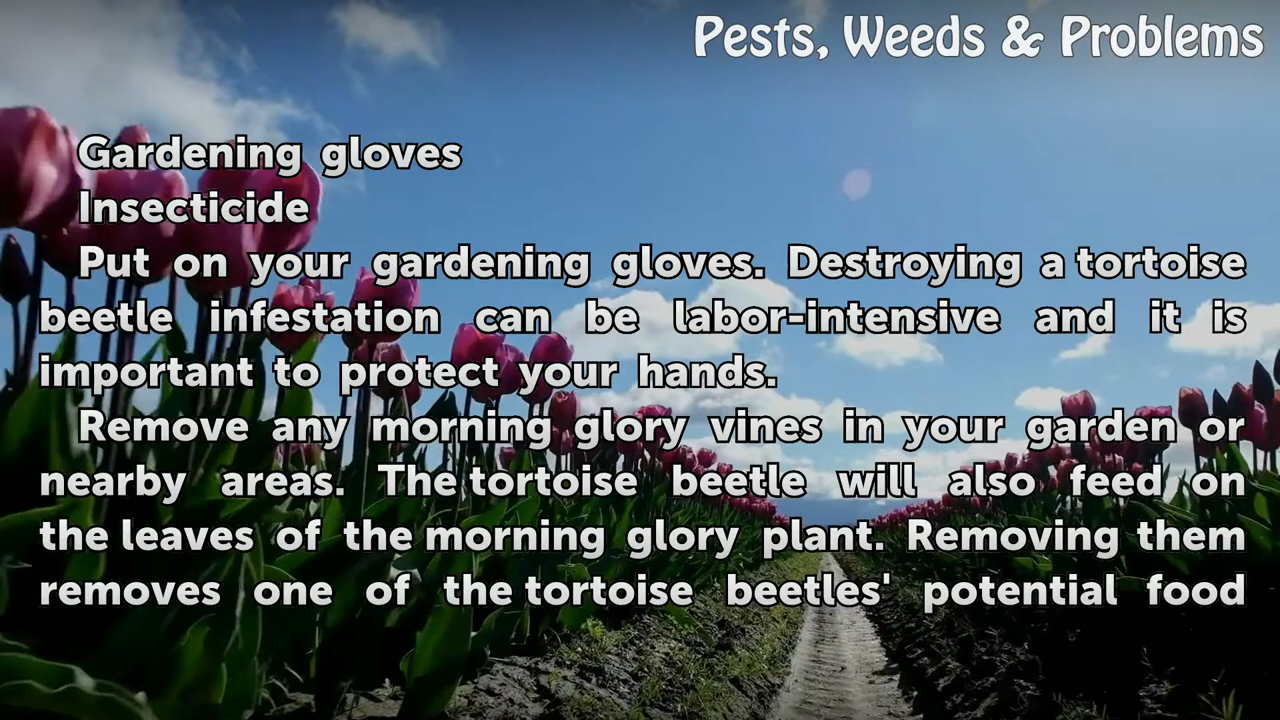 Pests, Weeds & Problems
Gardening gloves
Insecticide
Put on your gardening gloves. Destroying a tortoise
beetle infestation can be labor-intensive and it is
important to protect your hands.
Remove any morning glory vines in your garden or
nearby areas. The tortoise beetle will also feed on
the leaves of the morning glory plant. Removing them
removes one of the tortoise beetles' potential food